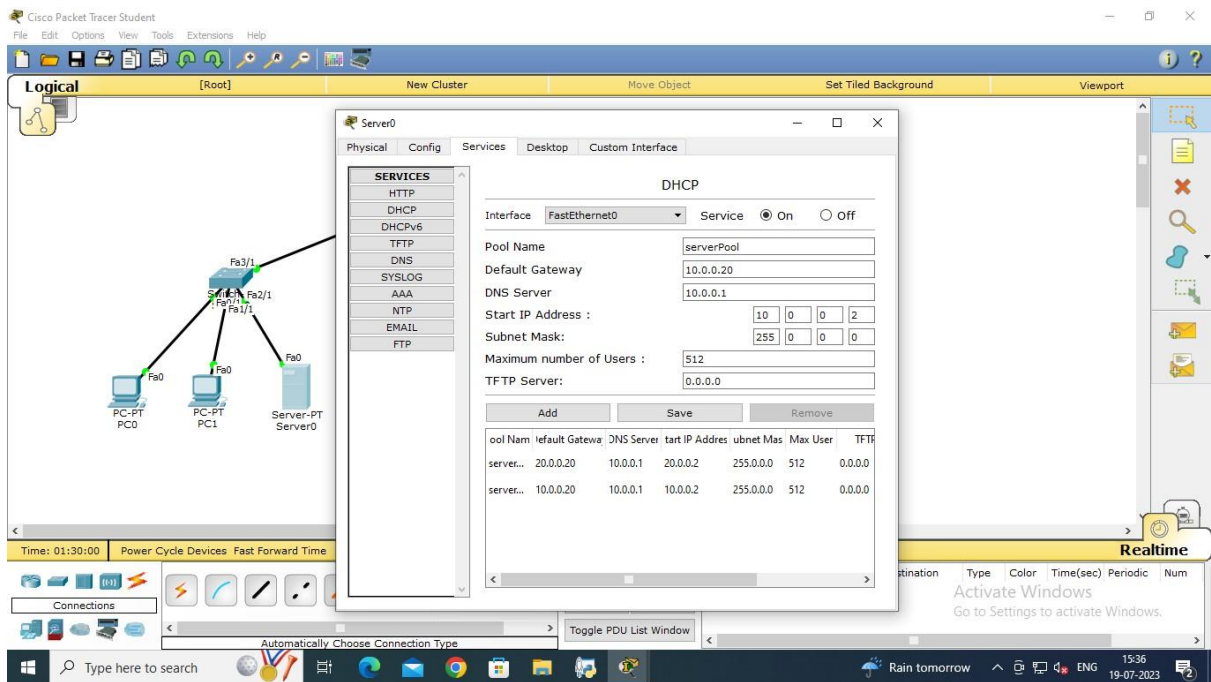 Cisco Packet Tracer Student
File Edit Options View Tools Extensions Help
Logical [Root] New Cluster Move Object Set Tiled Background Viewport
Server0
Physical Config Services Desktop Custom Interface
SERVICES
HTTP
DHCP
DHCPv6
TFTP
DNS
SYSLOG
AAA
NTP
EMAIL
FTP
DHCP
Interface FastEthernet0 Service On Off
Pool Name serverPool
Default Gateway 10.0.0.20
DNS Server 10.0.0.1
Start IP Address : 10 0 0 2
Subnet Mask: 255 0 0 0
Maximum number of Users : 512
TFTP Server: 0.0.0.0
Add Save Remove
ool Nam efault Gateway DNS Server tart IP Addres ubnet Mas Max User TFTP
server... 20.0.0.20 10.0.0.1 20.0.0.2 255.0.0.0 512 0.0.0.0
server... 10.0.0.20 10.0.0.1 10.0.0.2 255.0.0.0 512 0.0.0.0
Fa3/1
Fa2/1
Fa1/1
Fa0
Fa0
Fa0
PC-PT
PC0
PC-PT
PC1
Server-PT
Server0
Time: 01:30:00 Power Cycle Devices Fast Forward Time Realtime
Connections
Automatically Choose Connection Type
Toggle PDU List Window
stination Type Color Time(sec) Periodic Num
Activate Windows
Go to Settings to activate Windows.
Type here to search
Rain tomorrow ENG 15:36
19-07-2023
2